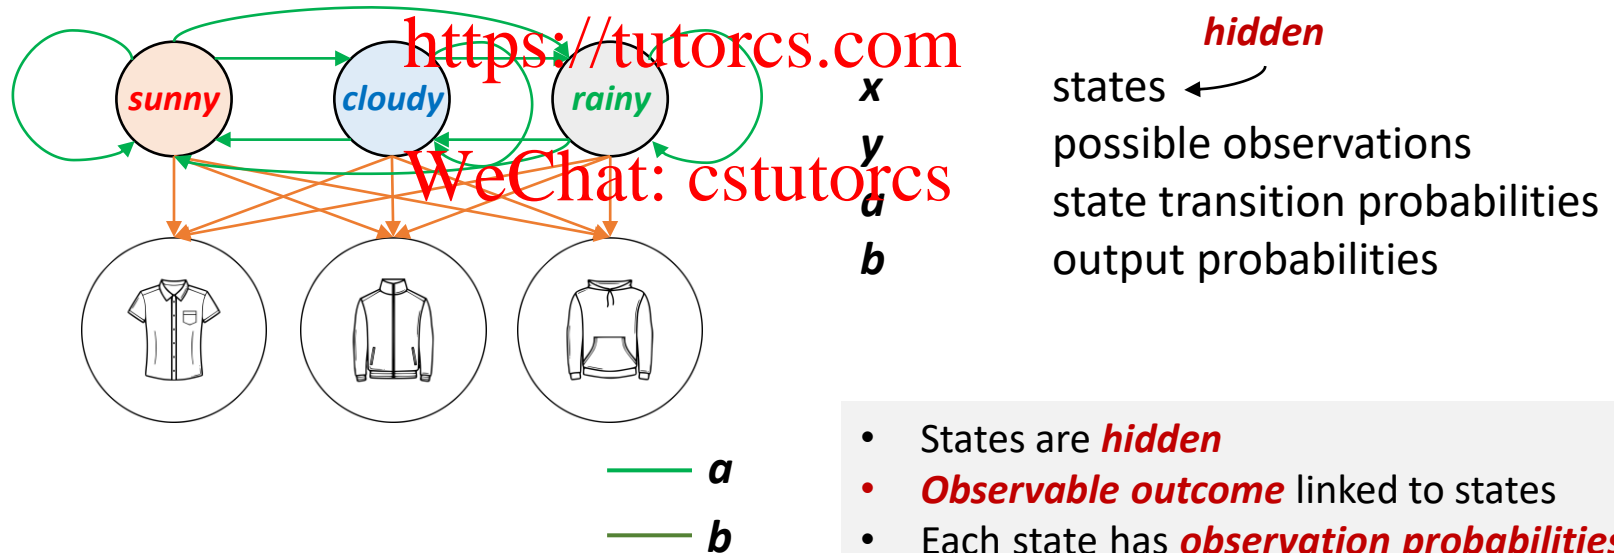 https://tutorcs.com
hidden
sunny
cloudy
rainy
x states
y possible observations
WeChat: cstutorcs
a state transition probabilities
b output probabilities
a
b
• States are hidden
• Observable outcome linked to states
• Each state has observation probabilities